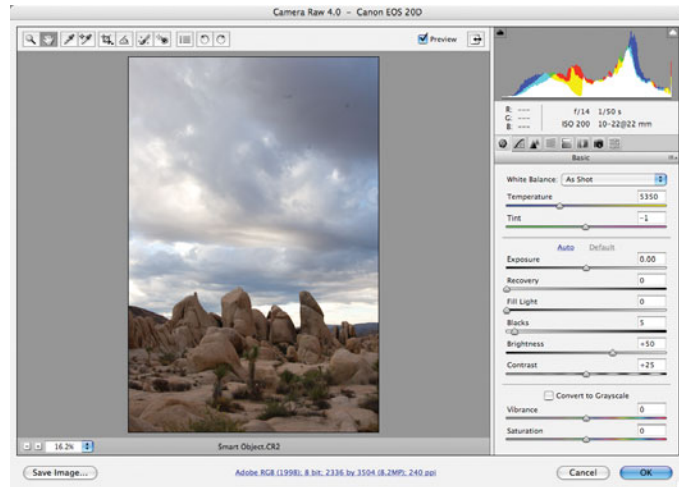 Camera Raw 4.0 – Canon EOS 20D
Preview
R: ---
G: ---
B: ---
f/14 1/50 s
ISO 200 10-22@22 mm
Basic
White Balance: As Shot
Temperature 5350
Tint -1
Auto Default
Exposure 0.00
Recovery 0
Fill Light 0
Blacks 5
Brightness +50
Contrast +25
Convert to Grayscale
Vibrance 0
Saturation 0
16.2% Smart Object.CR2
Save Image... Adobe RGB (1998); 8 bit; 2336 by 3504 (8.2MP); 240 ppi Cancel OK